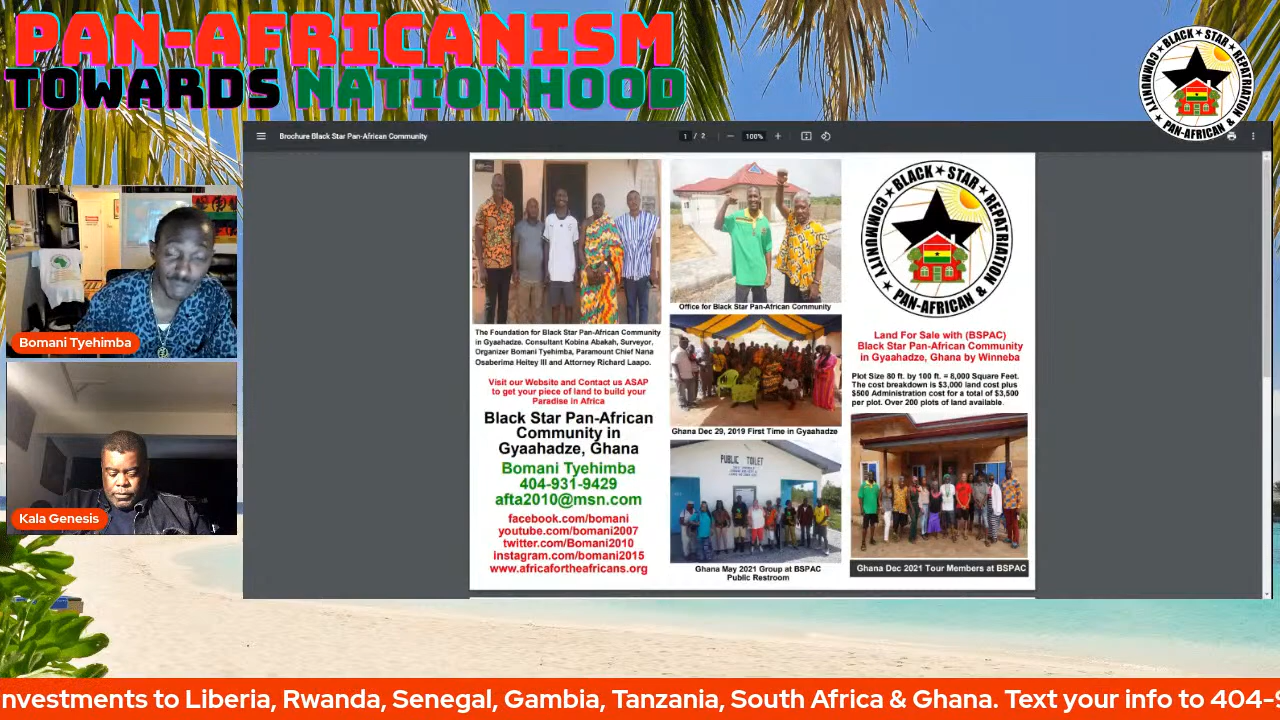 PAN-AFRICANISM
TOWARDS NATIONHOOD
BLACK ★ STAR
REPATRIATION
COMMUNITY
PAN-AFRICAN &
Brochure Black Star Pan-African Community
1 / 2
100%
Bomani Tyehimba
Kala Genesis
The Foundation for Black Star Pan-African Community
in Gyaahadze. Consultant Kobina Abakah, Surveyor,
Organizer Bomani Tyehimba, Paramount Chief Nana
Osaberima Heitey III and Attorney Richard Laapo.
Visit our Website and Contact us ASAP
to get your piece of land to build your
Paradise in Africa
Black Star Pan-African
Community in
Gyaahadze, Ghana
Bomani Tyehimba
404-931-9429
afta2010@msn.com
facebook.com/bomani
youtube.com/bomani2007
twitter.com/Bomani2010
instagram.com/bomani2015
www.africafortheafricans.org
Office for Black Star Pan-African Community
Ghana Dec 29, 2019 First Time in Gyaahadze
PUBLIC TOILET
Ghana May 2021 Group at BSPAC
Public Restroom
BLACK ★ STAR
REPATRIATION
COMMUNITY
PAN-AFRICAN &
Land For Sale with (BSPAC)
Black Star Pan-African Community
in Gyaahadze, Ghana by Winneba
Plot Size 80 ft. by 100 ft. = 8,000 Square Feet.
The cost breakdown is $3,000 land cost plus
$500 Administration cost for a total of $3,500
per plot. Over 200 plots of land available.
Ghana Dec 2021 Tour Members at BSPAC
nvestments to Liberia, Rwanda, Senegal, Gambia, Tanzania, South Africa & Ghana. Text your info to 404-